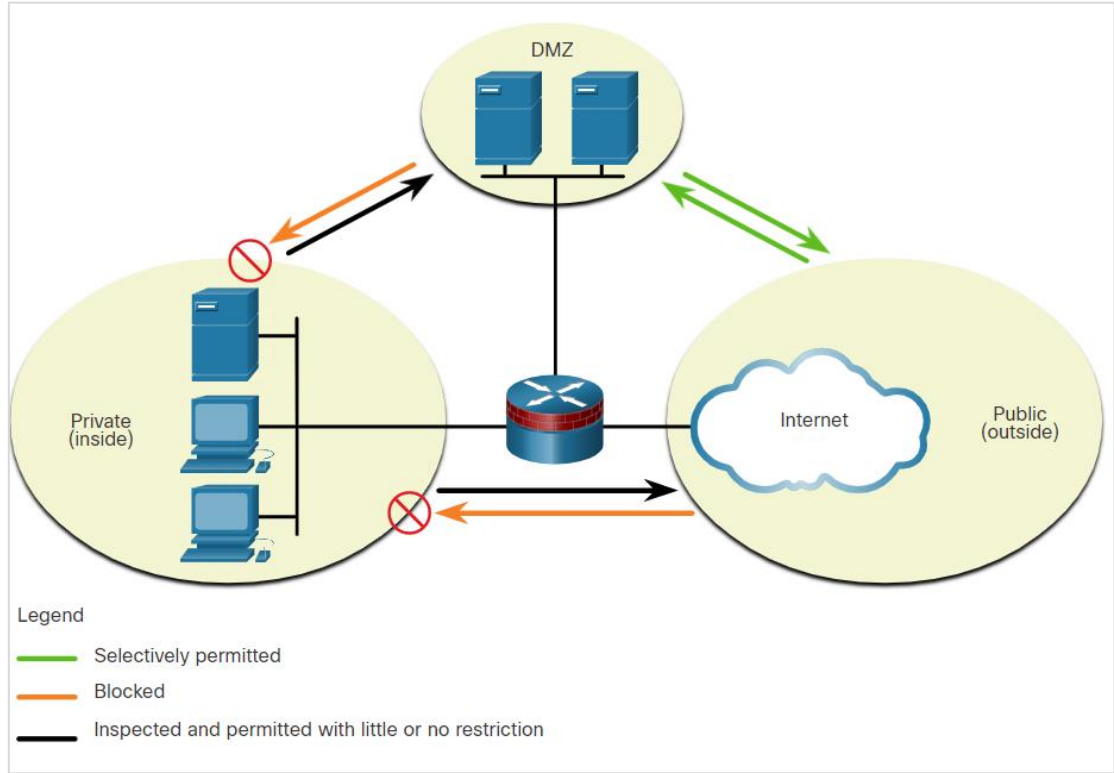 DMZ
Private
(inside)
Internet
Public
(outside)
Legend
Selectively permitted
Blocked
Inspected and permitted with little or no restriction